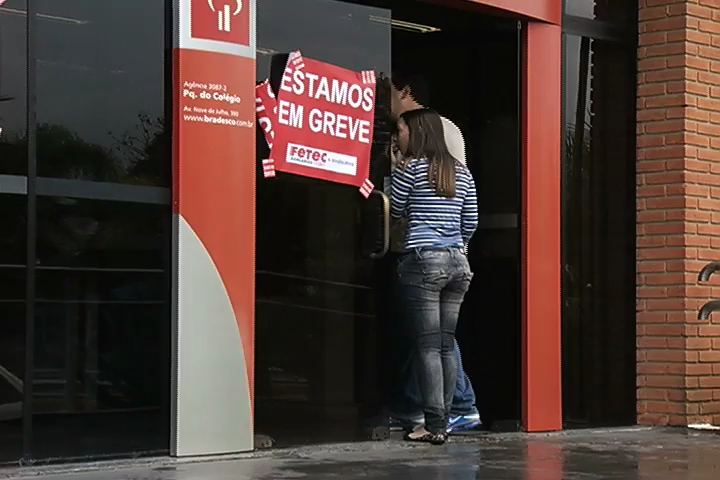 Agência 3087-2
Pq. do Colégio
Av. Nove de Julho,
www.bradesco.com.br
ESTAMOS
EM GREVE
FETEC